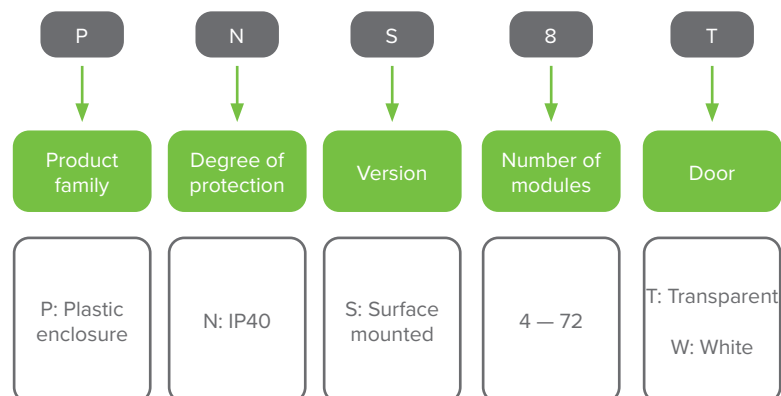 P
N
S
8
T
Product
family
Degree of
protection
Version
Number of
modules
Door
P: Plastic
enclosure
N: IP40
S: Surface
mounted
4 — 72
T: Transparent
W: White